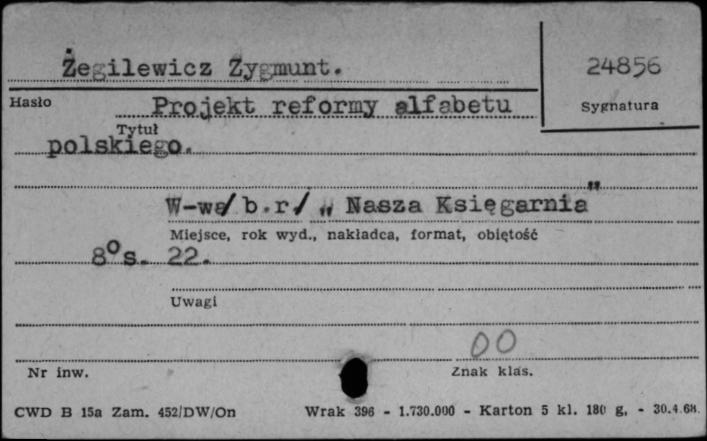 Żegilewicz Zygmunt.
24856
Hasło
Sygnatura
Projekt reformy alfabetu
Tytuł
polskiego.
W-wa/b.r/ „Nasza Księgarnia"
Miejsce, rok wyd., nakładca, format, objętość
8° s. 22.
Uwagi
00
Nr inw.
Znak klas.
CWD B 15a Zam. 452/DW/On Wrak 396 - 1.730.000 - Karton 5 kl. 180 g, - 30.4.68.